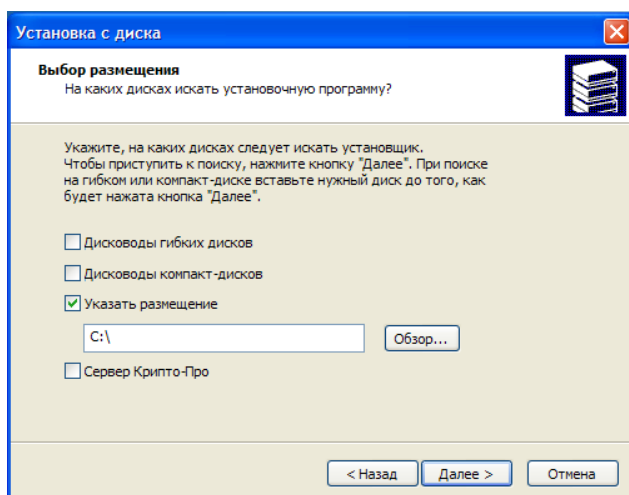 Установка с диска
Выбор размещения
На каких дисках искать установочную программу?
Укажите, на каких дисках следует искать установщик.
Чтобы приступить к поиску, нажмите кнопку "Далее". При поиске
на гибком или компакт-диске вставьте нужный диск до того, как
будет нажата кнопка "Далее".
Дисководы гибких дисков
Дисководы компакт-дисков
Указать размещение
C:\
Обзор...
Сервер Крипто-Про
< Назад
Далее >
Отмена